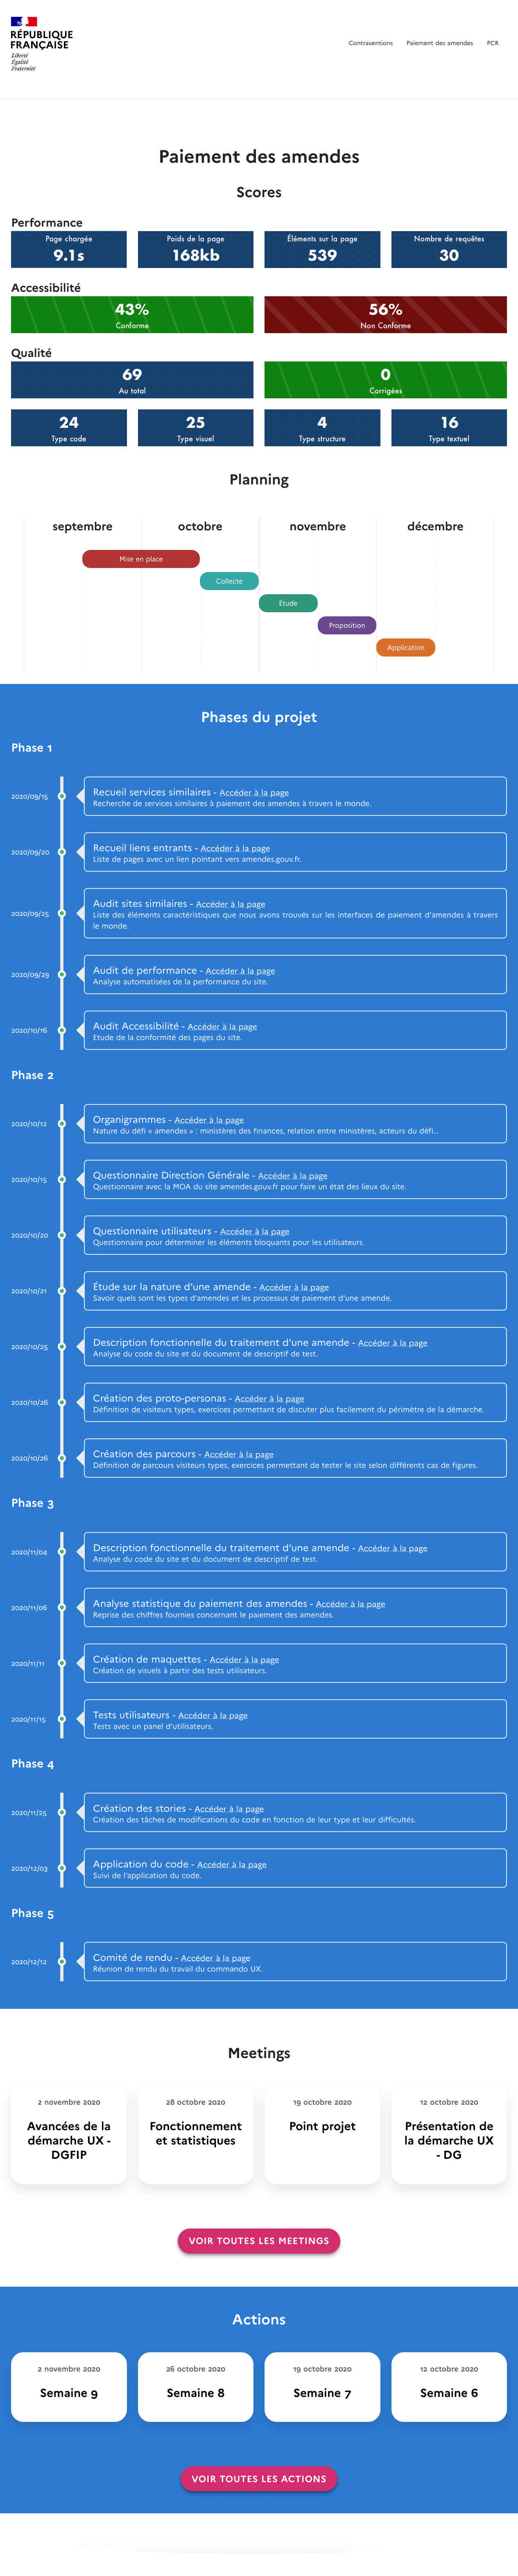 RÉPUBLIQUE
FRANÇAISE
Liberté
Égalité
Fraternité
Contraventions Paiement des amendes PCR
Paiement des amendes
Scores
Performance
Page chargée Poids de la page Éléments sur la page Nombre de requêtes
9.1s 168kb 539 30
Accessibilité
43% 56%
Conforme Non Conforme
Qualité
69 0
Au total Corrigées
24 25 4 16
Type code Type visuel Type structure Type textuel
Planning
septembre octobre novembre décembre
Mise en place
Collecte
Etude
Proposition
Application
Phases du projet
Phase 1
2020/09/15 Recueil services similaires - Accéder à la page
Recherche de services similaires à paiement des amendes à travers le monde.
2020/09/20 Recueil liens entrants - Accéder à la page
Liste de pages avec un lien pointant vers amendes.gouv.fr.
2020/09/25 Audit sites similaires - Accéder à la page
Liste des éléments caractéristiques que nous avons trouvés sur les interfaces de paiement d'amendes à travers
le monde.
2020/09/29 Audit de performance - Accéder à la page
Analyse automatisées de la performance du site.
2020/10/16 Audit Accessibilité - Accéder à la page
Etude de la conformité des pages du site.
Phase 2
2020/10/12 Organigrammes - Accéder à la page
Nature du défi « amendes » : ministères des finances, relation entre ministères, acteurs du défi…
2020/10/15 Questionnaire Direction Générale - Accéder à la page
Questionnaire avec la MOA du site amendes.gouv.fr pour faire un état des lieux du site.
2020/10/20 Questionnaire utilisateurs - Accéder à la page
Questionnaire pour déterminer les éléments bloquants pour les utilisateurs.
2020/10/21 Étude sur la nature d'une amende - Accéder à la page
Savoir quels sont les types d'amendes et les processus de paiement d'une amende.
2020/10/25 Description fonctionnelle du traitement d'une amende - Accéder à la page
Analyse du code du site et du document de descriptif de test.
2020/10/26 Création des proto-personas - Accéder à la page
Définition de visiteurs types, exercices permettant de discuter plus facilement du périmètre de la démarche.
2020/10/26 Création des parcours - Accéder à la page
Définition de parcours visiteurs types, exercices permettant de tester le site selon différents cas de figures.
Phase 3
2020/11/04 Description fonctionnelle du traitement d'une amende - Accéder à la page
Analyse du code du site et du document de descriptif de test.
2020/11/06 Analyse statistique du paiement des amendes - Accéder à la page
Reprise des chiffres fournies concernant le paiement des amendes.
2020/11/11 Création de maquettes - Accéder à la page
Création de visuels à partir des tests utilisateurs.
2020/11/15 Tests utilisateurs - Accéder à la page
Tests avec un panel d'utilisateurs.
Phase 4
2020/11/25 Création des stories - Accéder à la page
Création des tâches de modifications du code en fonction de leur type et leur difficultés.
2020/12/03 Application du code - Accéder à la page
Suivi de l'application du code.
Phase 5
2020/12/12 Comité de rendu - Accéder à la page
Réunion de rendu du travail du commando UX.
Meetings
2 novembre 2020 28 octobre 2020 19 octobre 2020 12 octobre 2020
Avancées de la Fonctionnement Point projet Présentation de
démarche UX - et statistiques la démarche UX
DGFIP - DG
VOIR TOUTES LES MEETINGS
Actions
2 novembre 2020 26 octobre 2020 19 octobre 2020 12 octobre 2020
Semaine 9 Semaine 8 Semaine 7 Semaine 6
VOIR TOUTES LES ACTIONS